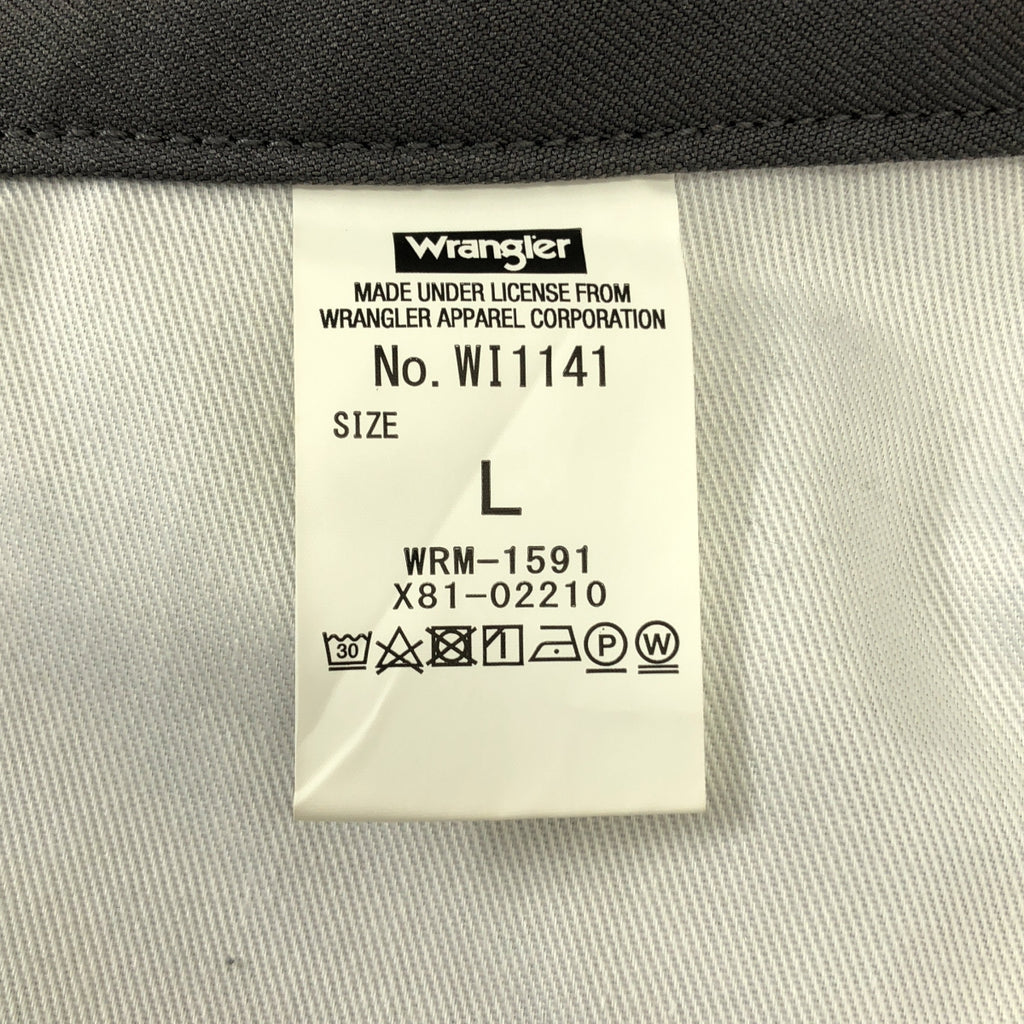 Wrangler
MADE UNDER LICENSE FROM
WRANGLER APPAREL CORPORATION
No. WI1141
SIZE
L
WRM-1591
X81-02210
30 P W